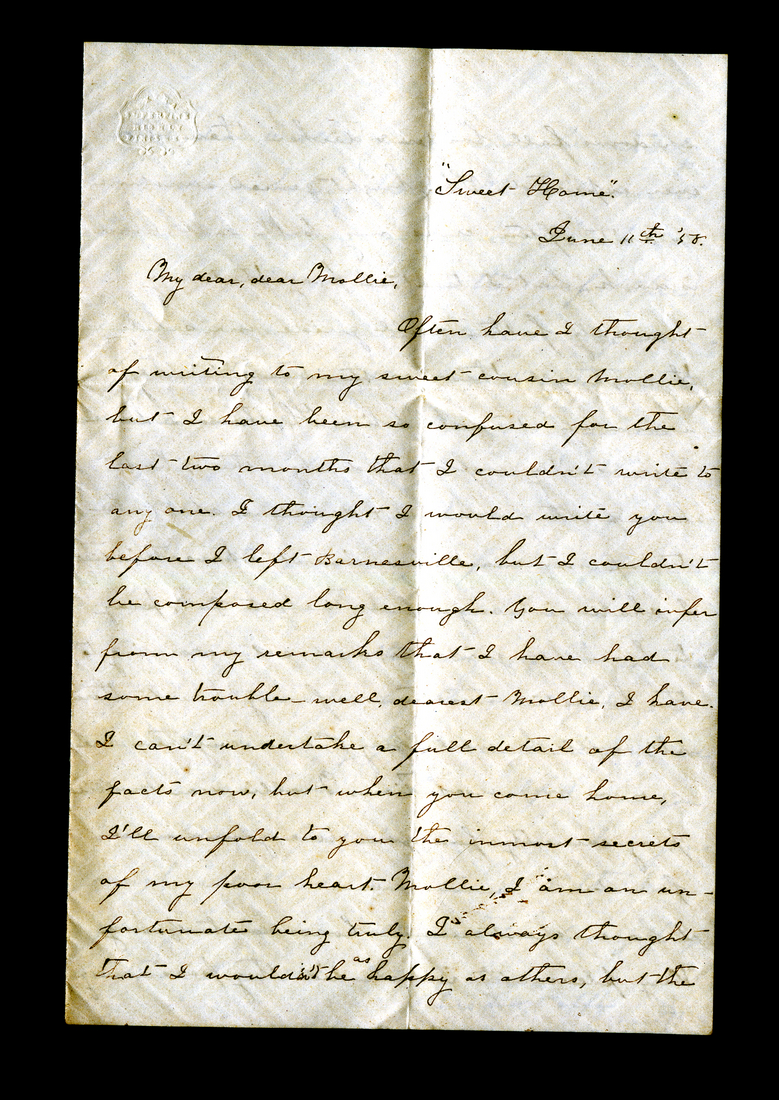 "Sweet Home".
June 11th '58.
My dear, dear Mollie,
Often have I thought
of writing to my sweet cousin Mollie,
but I have been so confused for the
last two months that I couldn't write to
any one. I thought I would write you
before I left Barnesville, but I couldn't
be composed long enough. You will infer
from my remarks that I have had
some trouble - well, dearest Mollie, I have.
I can't undertake a full detail of the
facts now, but when you come home,
I'll unfold to you the inmost secrets
of my poor heart. Mollie, I am an un-
fortunate being truly. I always thought
that I wouldn't be as happy as others, but the